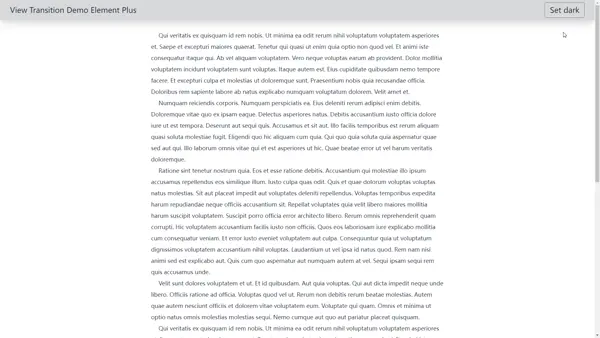 View Transition Demo Element Plus
Set dark
Qui veritatis ex quisquam id rem nobis. Ut minima ea odit rerum nihil voluptatum voluptatem asperiores
et. Saepe et excepturi maiores quaerat. Tenetur qui quasi ut enim quia optio non quod vel. Et animi iste
consequatur itaque qui. Ab vel aliquam voluptatem. Vero neque voluptas earum ab provident. Dolor mollitia
voluptatem incidunt voluptatem sunt voluptas. Itaque autem est. Eius cupiditate quibusdam nemo tempore
facere. Et excepturi culpa et molestias ut doloremque sunt. Praesentium nobis quia recusandae officia.
Doloribus rem sapiente labore ab natus explicabo numquam voluptatum dolorem. Velit amet et.
Numquam reiciendis corporis. Numquam perspiciatis ea. Eius deleniti rerum adipisci enim debitis.
Doloremque vitae quo ex ipsam eaque. Delectus asperiores natus. Debitis accusantium iusto officia dolore
iure ut est tempora. Deserunt aut sequi quis. Accusamus et sit aut. Illo facilis temporibus est rerum aliquam
quasi soluta molestiae fugit. Eligendi quo hic aliquam cum quia. Qui quo quia soluta quia aspernatur quae
sed aut qui. Illo laborum omnis vitae qui et est asperiores ut hic. Quae beatae error ut vel harum veritatis
doloremque.
Ratione sint tenetur nostrum quia. Eos et esse ratione debitis. Accusantium qui molestiae illo ipsum
accusamus repellendus eos similique illum. Iusto culpa quas odit. Quis et quae dolorum voluptas voluptas
natus molestias. Sit aut placeat impedit aut voluptates deleniti repellendus. Voluptas temporibus expedita
harum repudiandae neque officiis accusantium sit. Repellat voluptates quia velit libero maiores mollitia
harum suscipit voluptatem. Suscipit porro officia error architecto libero. Rerum omnis reprehenderit quam
corrupti. Hic voluptatem accusantium facilis iusto non officiis. Quos eos laboriosam iure explicabo mollitia
cum consequatur veniam. Et error iusto eveniet voluptatem aut culpa. Consequuntur quia ut voluptatum
dignissimos voluptatem accusantium nihil voluptas. Laudantium ut vel ipsa id natus quod. Rem nam nisi
animi sed est explicabo aut. Quis cum quo aspernatur aut numquam autem at vel. Sequi ipsam sequi rem
quis accusamus unde.
Velit sunt dolores voluptatem et ut. Et id quibusdam. Aut quia voluptas. Qui aut dicta impedit neque unde
libero. Officiis ratione ad officia. Voluptas quod vel ut. Rerum non debitis rerum beatae molestias. Autem
quae autem nesciunt officiis et dolorem vitae voluptatum eum. Voluptate qui quam. Omnis et minima ut
optio natus omnis molestias molestias sequi. Nemo cumque aut quo aut pariatur placeat quisquam.
Qui veritatis ex quisquam id rem nobis. Ut minima ea odit rerum nihil voluptatum voluptatem asperiores